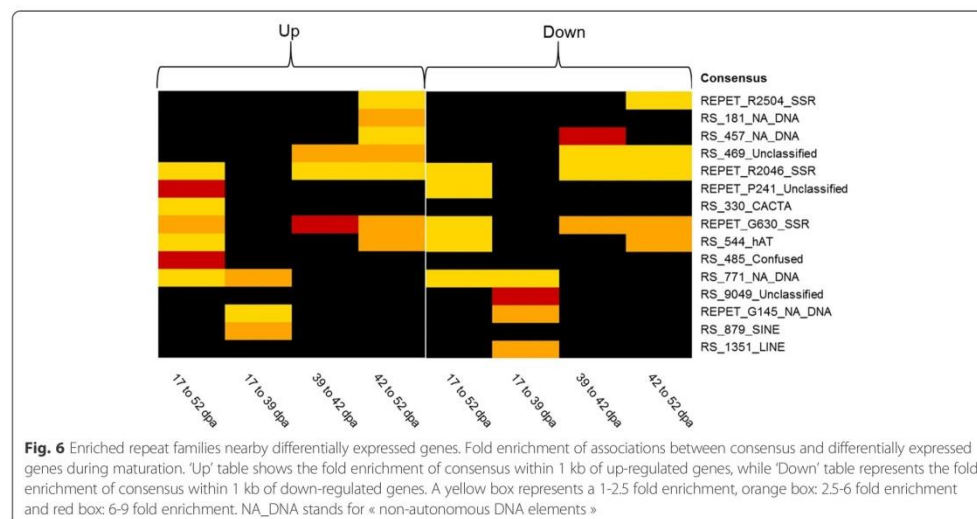 Up Down
Consensus
REPET_R2504_SSR
RS_181_NA_DNA
RS_457_NA_DNA
RS_469_Unclassified
REPET_R2046_SSR
REPET_P241_Unclassified
RS_330_CACTA
REPET_G630_SSR
RS_544_hAT
RS_485_Confused
RS_771_NA_DNA
RS_9049_Unclassified
REPET_G145_NA_DNA
RS_879_SINE
RS_1351_LINE
17 to 52 dpa 17 to 39 dpa 39 to 42 dpa 42 to 52 dpa 17 to 52 dpa 17 to 39 dpa 39 to 42 dpa 42 to 52 dpa
Fig. 6 Enriched repeat families nearby differentially expressed genes. Fold enrichment of associations between consensus and differentially expressed
genes during maturation. 'Up' table shows the fold enrichment of consensus within 1 kb of up-regulated genes, while 'Down' table represents the fold
enrichment of consensus within 1 kb of down-regulated genes. A yellow box represents a 1-2.5 fold enrichment, orange box: 2.5-6 fold enrichment
and red box: 6-9 fold enrichment. NA_DNA stands for « non-autonomous DNA elements »